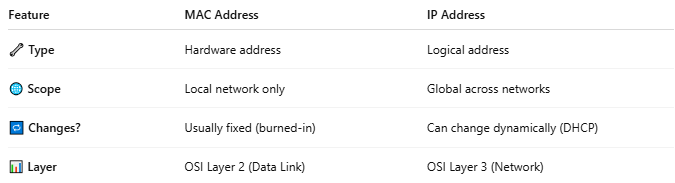 Feature MAC Address IP Address
🔧 Type Hardware address Logical address
🌐 Scope Local network only Global across networks
🔁 Changes? Usually fixed (burned-in) Can change dynamically (DHCP)
📊 Layer OSI Layer 2 (Data Link) OSI Layer 3 (Network)